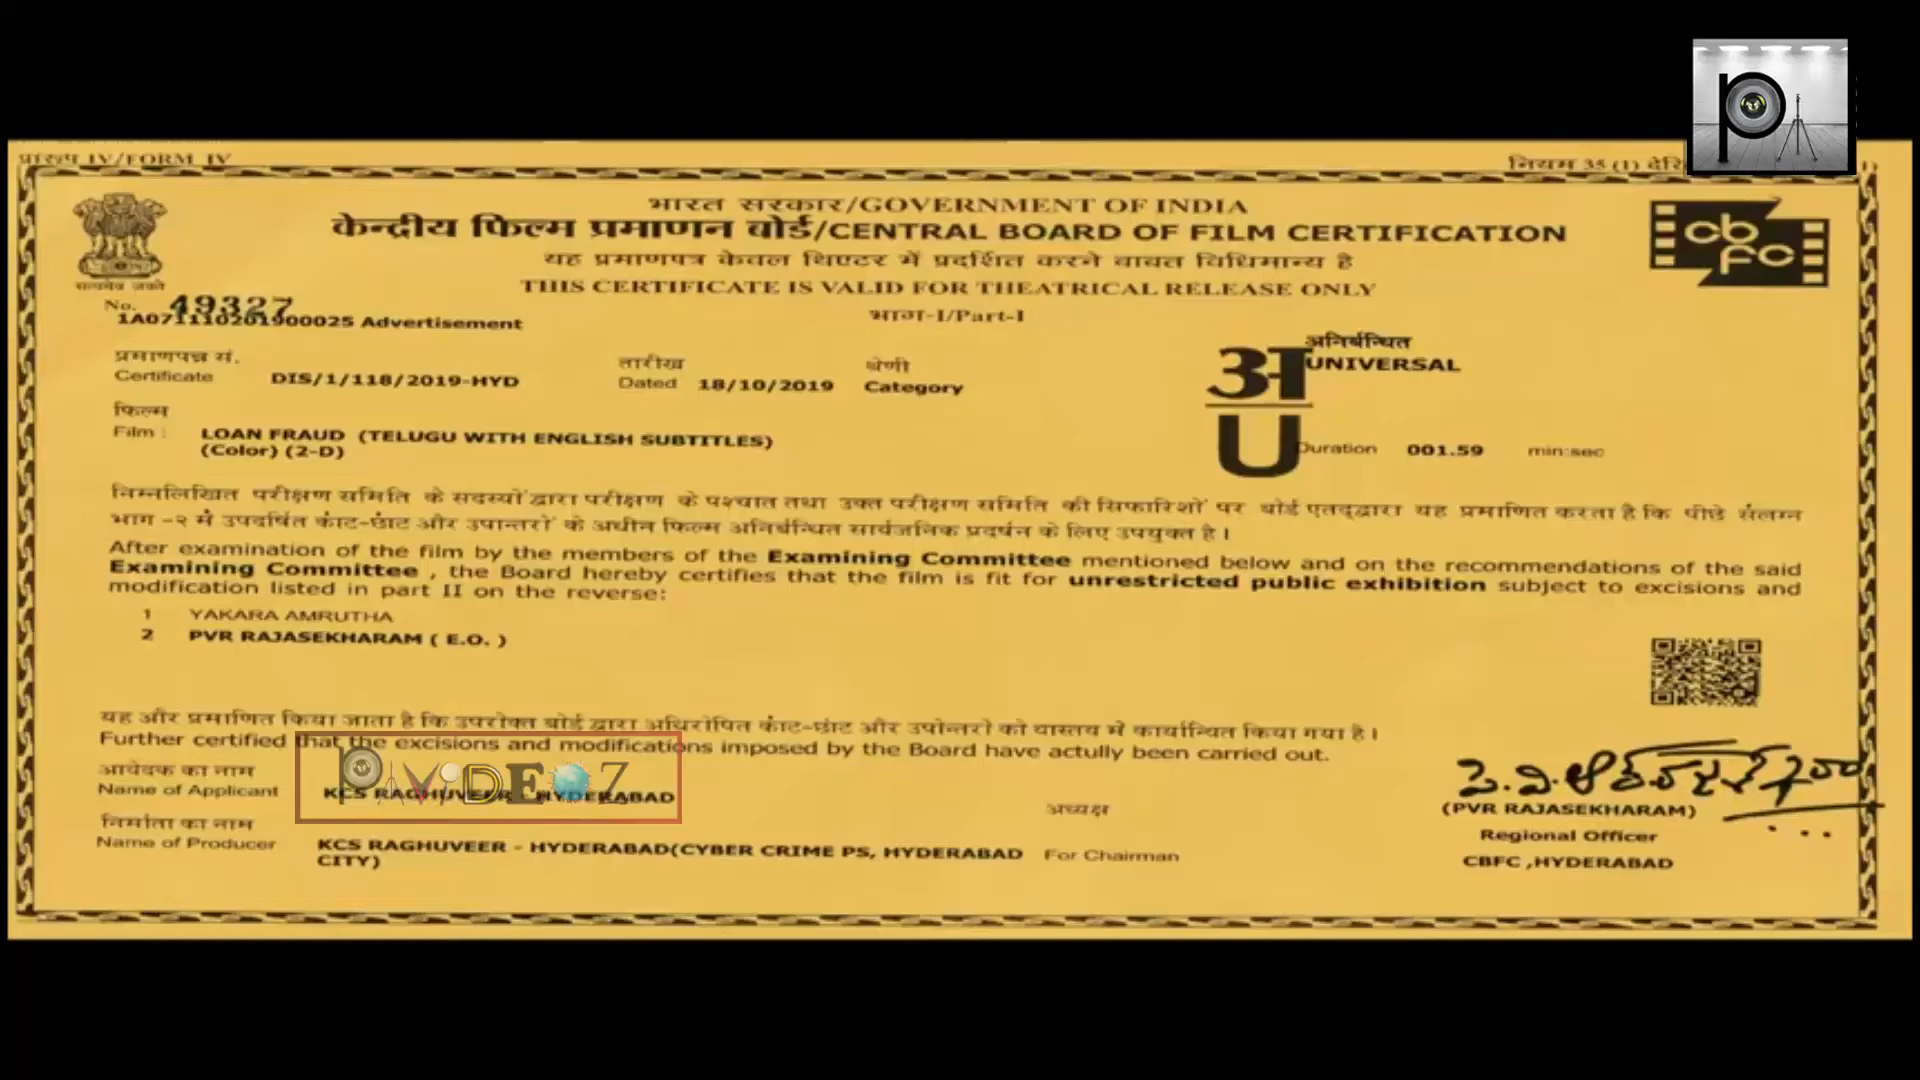 प्रारुप IV/FORM IV
नियम 35 (1)
भारत सरकार/GOVERNMENT OF INDIA
केन्द्रीय फिल्म प्रमाणन बोर्ड/CENTRAL BOARD OF FILM CERTIFICATION
cb
fc
यह प्रमाणपत्र केवल थिएटर में प्रदर्शित करने बाबत विधिमान्य है
सत्यमेव जयते
THIS CERTIFICATE IS VALID FOR THEATRICAL RELEASE ONLY
No. 49327
1A071110201900025 Advertisement
भाग-I/Part-I
प्रमाणपत्र सं.
Certificate DIS/1/118/2019-HYD
तारीख
Dated 18/10/2019
श्रेणी
Category
अ
U
अनिर्बन्धित
UNIVERSAL
फिल्म
Film : LOAN FRAUD (TELUGU WITH ENGLISH SUBTITLES)
(Color) (2-D)
Duration 001.59 min:sec
निम्नलिखित परीक्षण समिति के सदस्यों द्वारा परीक्षण के पश्चात तथा उक्त परीक्षण समिति की सिफारिशों पर बोर्ड एतद्द्वारा यह प्रमाणित करता है कि पीछे संलग्न
भाग -२ में उपदर्षित काट-छांट और उपान्तरों के अधीन फिल्म अनिर्बन्धित सार्वजनिक प्रदर्षन के लिए उपयुक्त है।
After examination of the film by the members of the Examining Committee mentioned below and on the recommendations of the said
Examining Committee , the Board hereby certifies that the film is fit for unrestricted public exhibition subject to excisions and
modification listed in part II on the reverse:
1 YAKARA AMRUTHA
2 PVR RAJASEKHARAM ( E.O. )
यह और प्रमाणित किया जाता है कि उपरोक्त बोर्ड द्वारा अधिरोपित कांट-छांट और उपोन्तरों को वास्तव में कार्यान्वित किया गया है।
Further certified that the excisions and modifications imposed by the Board have actully been carried out.
आवेदक का नाम
Name of Applicant KCS RAGHUVEER - HYDERABAD
PiViDEOZ
निर्माता का नाम
Name of Producer KCS RAGHUVEER - HYDERABAD(CYBER CRIME PS, HYDERABAD
CITY)
अध्यक्ष
For Chairman
(PVR RAJASEKHARAM)
Regional Officer
CBFC ,HYDERABAD